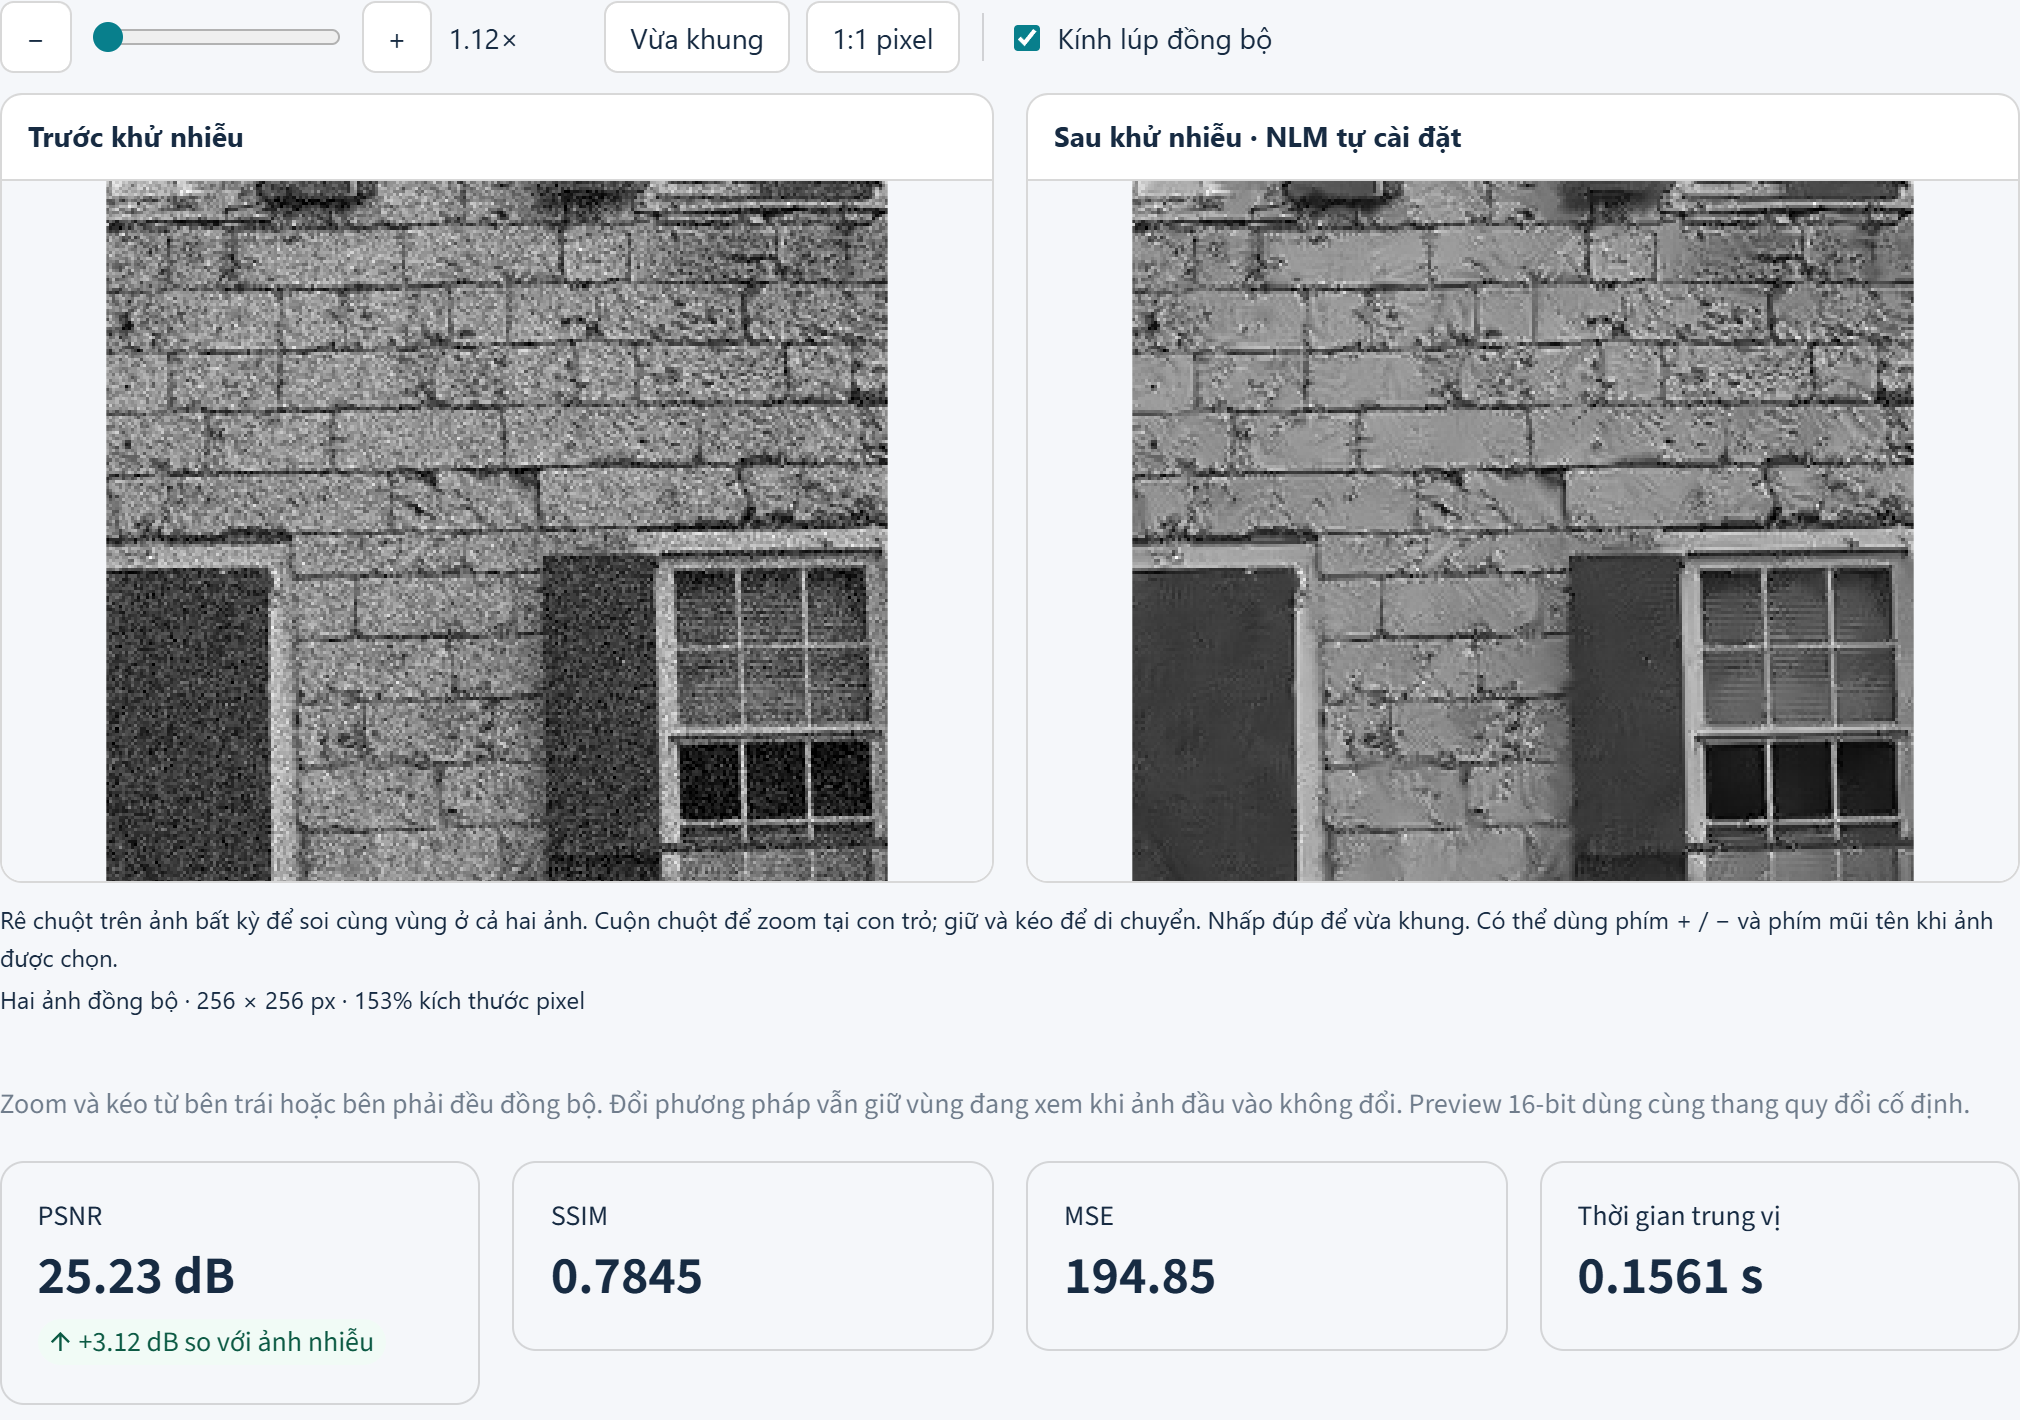 − + 1.12× Vừa khung 1:1 pixel Kính lúp đồng bộ
Trước khử nhiễu
Sau khử nhiễu · NLM tự cài đặt
Rê chuột trên ảnh bất kỳ để soi cùng vùng ở cả hai ảnh. Cuộn chuột để zoom tại con trỏ; giữ và kéo để di chuyển. Nhấp đúp để vừa khung. Có thể dùng phím + / − và phím mũi tên khi ảnh
được chọn.
Hai ảnh đồng bộ · 256 × 256 px · 153% kích thước pixel
Zoom và kéo từ bên trái hoặc bên phải đều đồng bộ. Đổi phương pháp vẫn giữ vùng đang xem khi ảnh đầu vào không đổi. Preview 16-bit dùng cùng thang quy đổi cố định.
PSNR
25.23 dB
↑ +3.12 dB so với ảnh nhiễu
SSIM
0.7845
MSE
194.85
Thời gian trung vị
0.1561 s